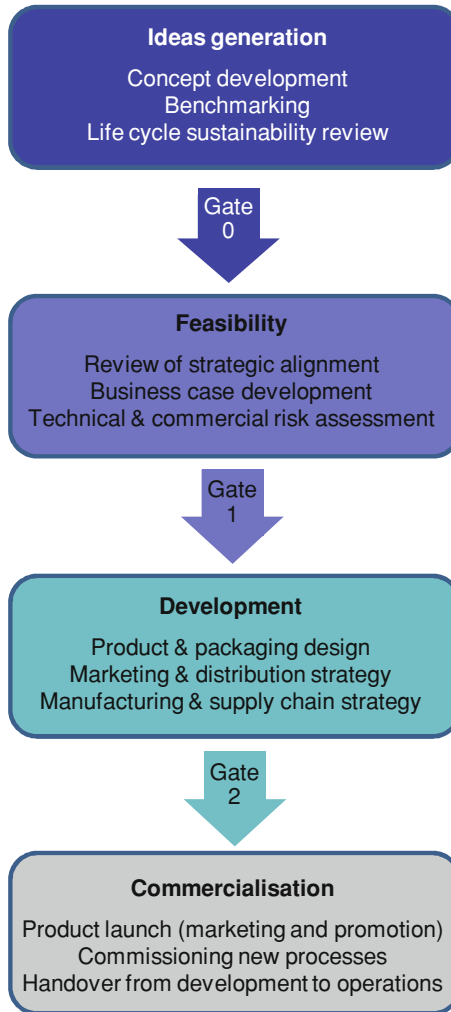 Ideas generation
Concept development
Benchmarking
Life cycle sustainability review
Gate
0
Feasibility
Review of strategic alignment
Business case development
Technical & commercial risk assessment
Gate
1
Development
Product & packaging design
Marketing & distribution strategy
Manufacturing & supply chain strategy
Gate
2
Commercialisation
Product launch (marketing and promotion)
Commissioning new processes
Handover from development to operations